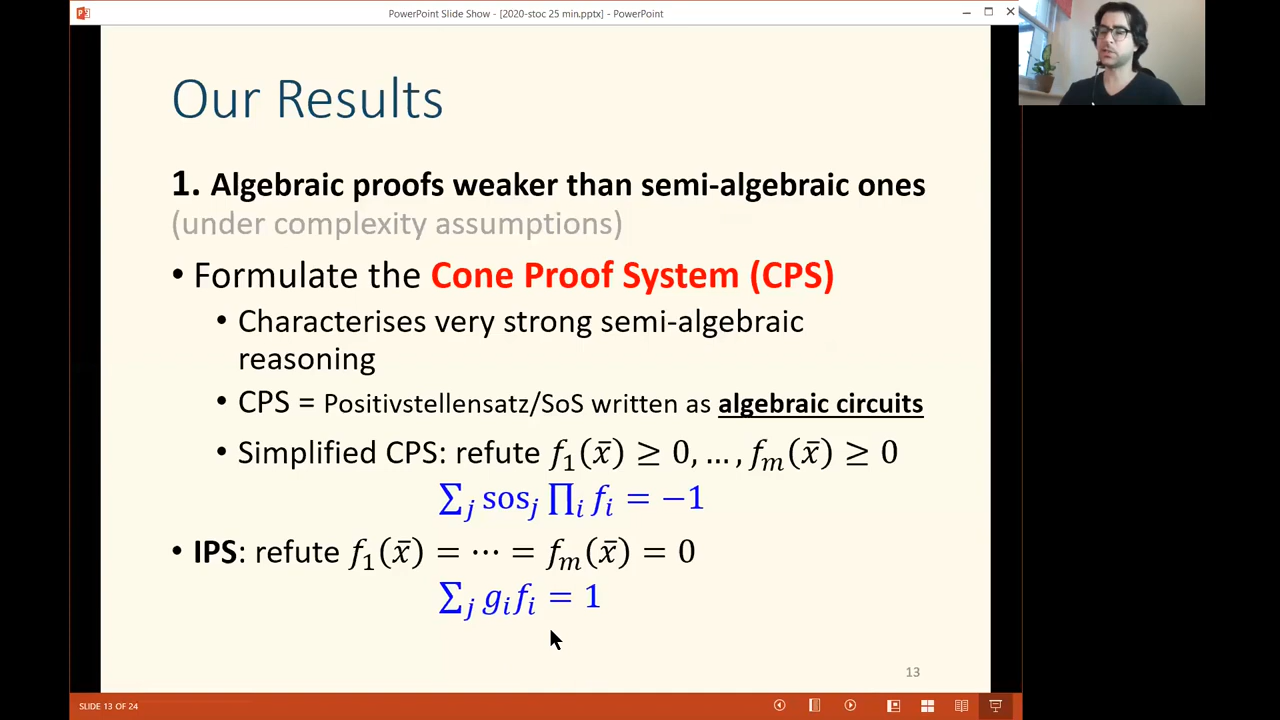 PowerPoint Slide Show - [2020-stoc 25 min.pptx] - PowerPoint
Our Results
1. Algebraic proofs weaker than semi-algebraic ones
(under complexity assumptions)
• Formulate the Cone Proof System (CPS)
• Characterises very strong semi-algebraic
reasoning
• CPS = Positivstellensatz/SoS written as algebraic circuits
• Simplified CPS: refute f₁(x̄) ≥ 0, … , fₘ(x̄) ≥ 0
∑ⱼ sosⱼ ∏ᵢ fᵢ = −1
• IPS: refute f₁(x̄) = ⋯ = fₘ(x̄) = 0
∑ⱼ gᵢfᵢ = 1
13
SLIDE 13 OF 24